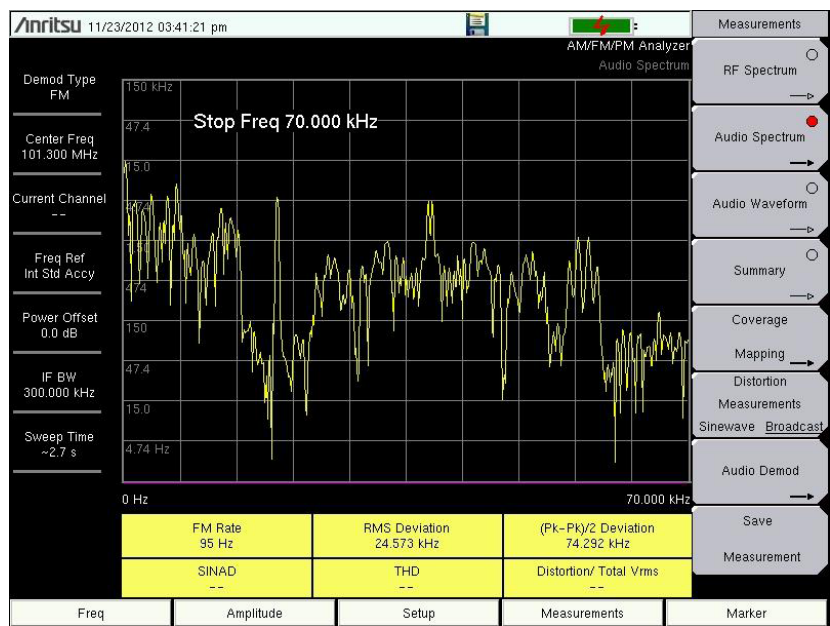 Anritsu 11/23/2012 03:41:21 pm
AM/FM/PM Analyzer
Audio Spectrum
Demod Type
FM
Center Freq
101.300 MHz
Current Channel
--
Freq Ref
Int Std Accy
Power Offset
0.0 dB
IF BW
300.000 kHz
Sweep Time
~2.7 s
150 kHz
47.4
15.0
4.74
474
150
47.4
15.0
4.74 Hz
Stop Freq 70.000 kHz
0 Hz
70.000 kHz
FM Rate
95 Hz
RMS Deviation
24.573 kHz
(Pk-Pk)/2 Deviation
74.292 kHz
SINAD
--
THD
--
Distortion/ Total Vrms
--
Measurements
RF Spectrum
Audio Spectrum
Audio Waveform
Summary
Coverage
Mapping
Distortion
Measurements
Sinewave Broadcast
Audio Demod
Save
Measurement
Freq
Amplitude
Setup
Measurements
Marker